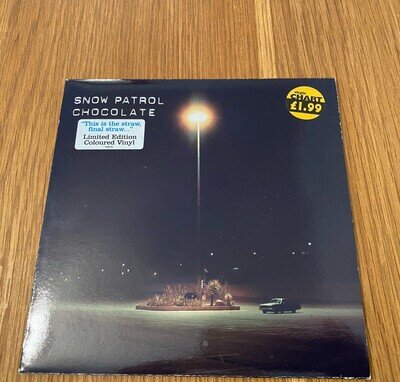 SNOW PATROL
CHOCOLATE
"This is the straw,
final straw..."
Limited Edition
Coloured Vinyl
CHART
£1.99